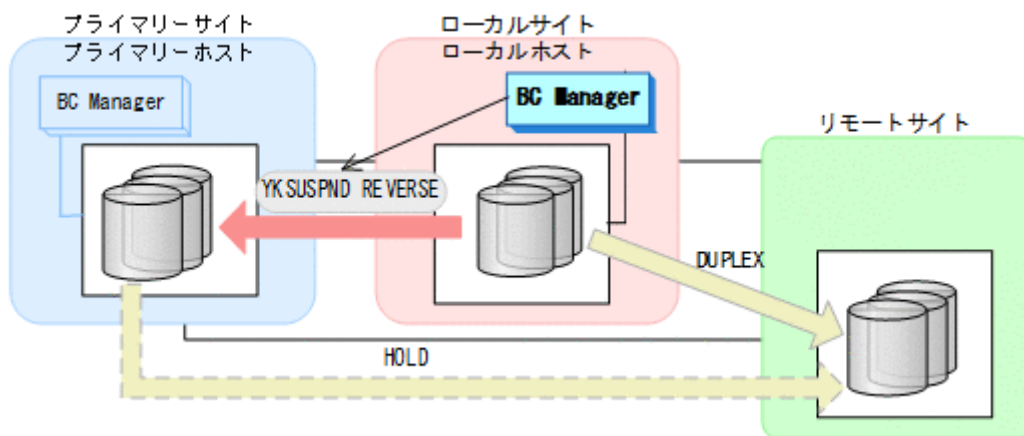 プライマリーサイト
プライマリーホスト
BC Manager
ローカルサイト
ローカルホスト
BC Manager
リモートサイト
YKSUSPND REVERSE
DUPLEX
HOLD